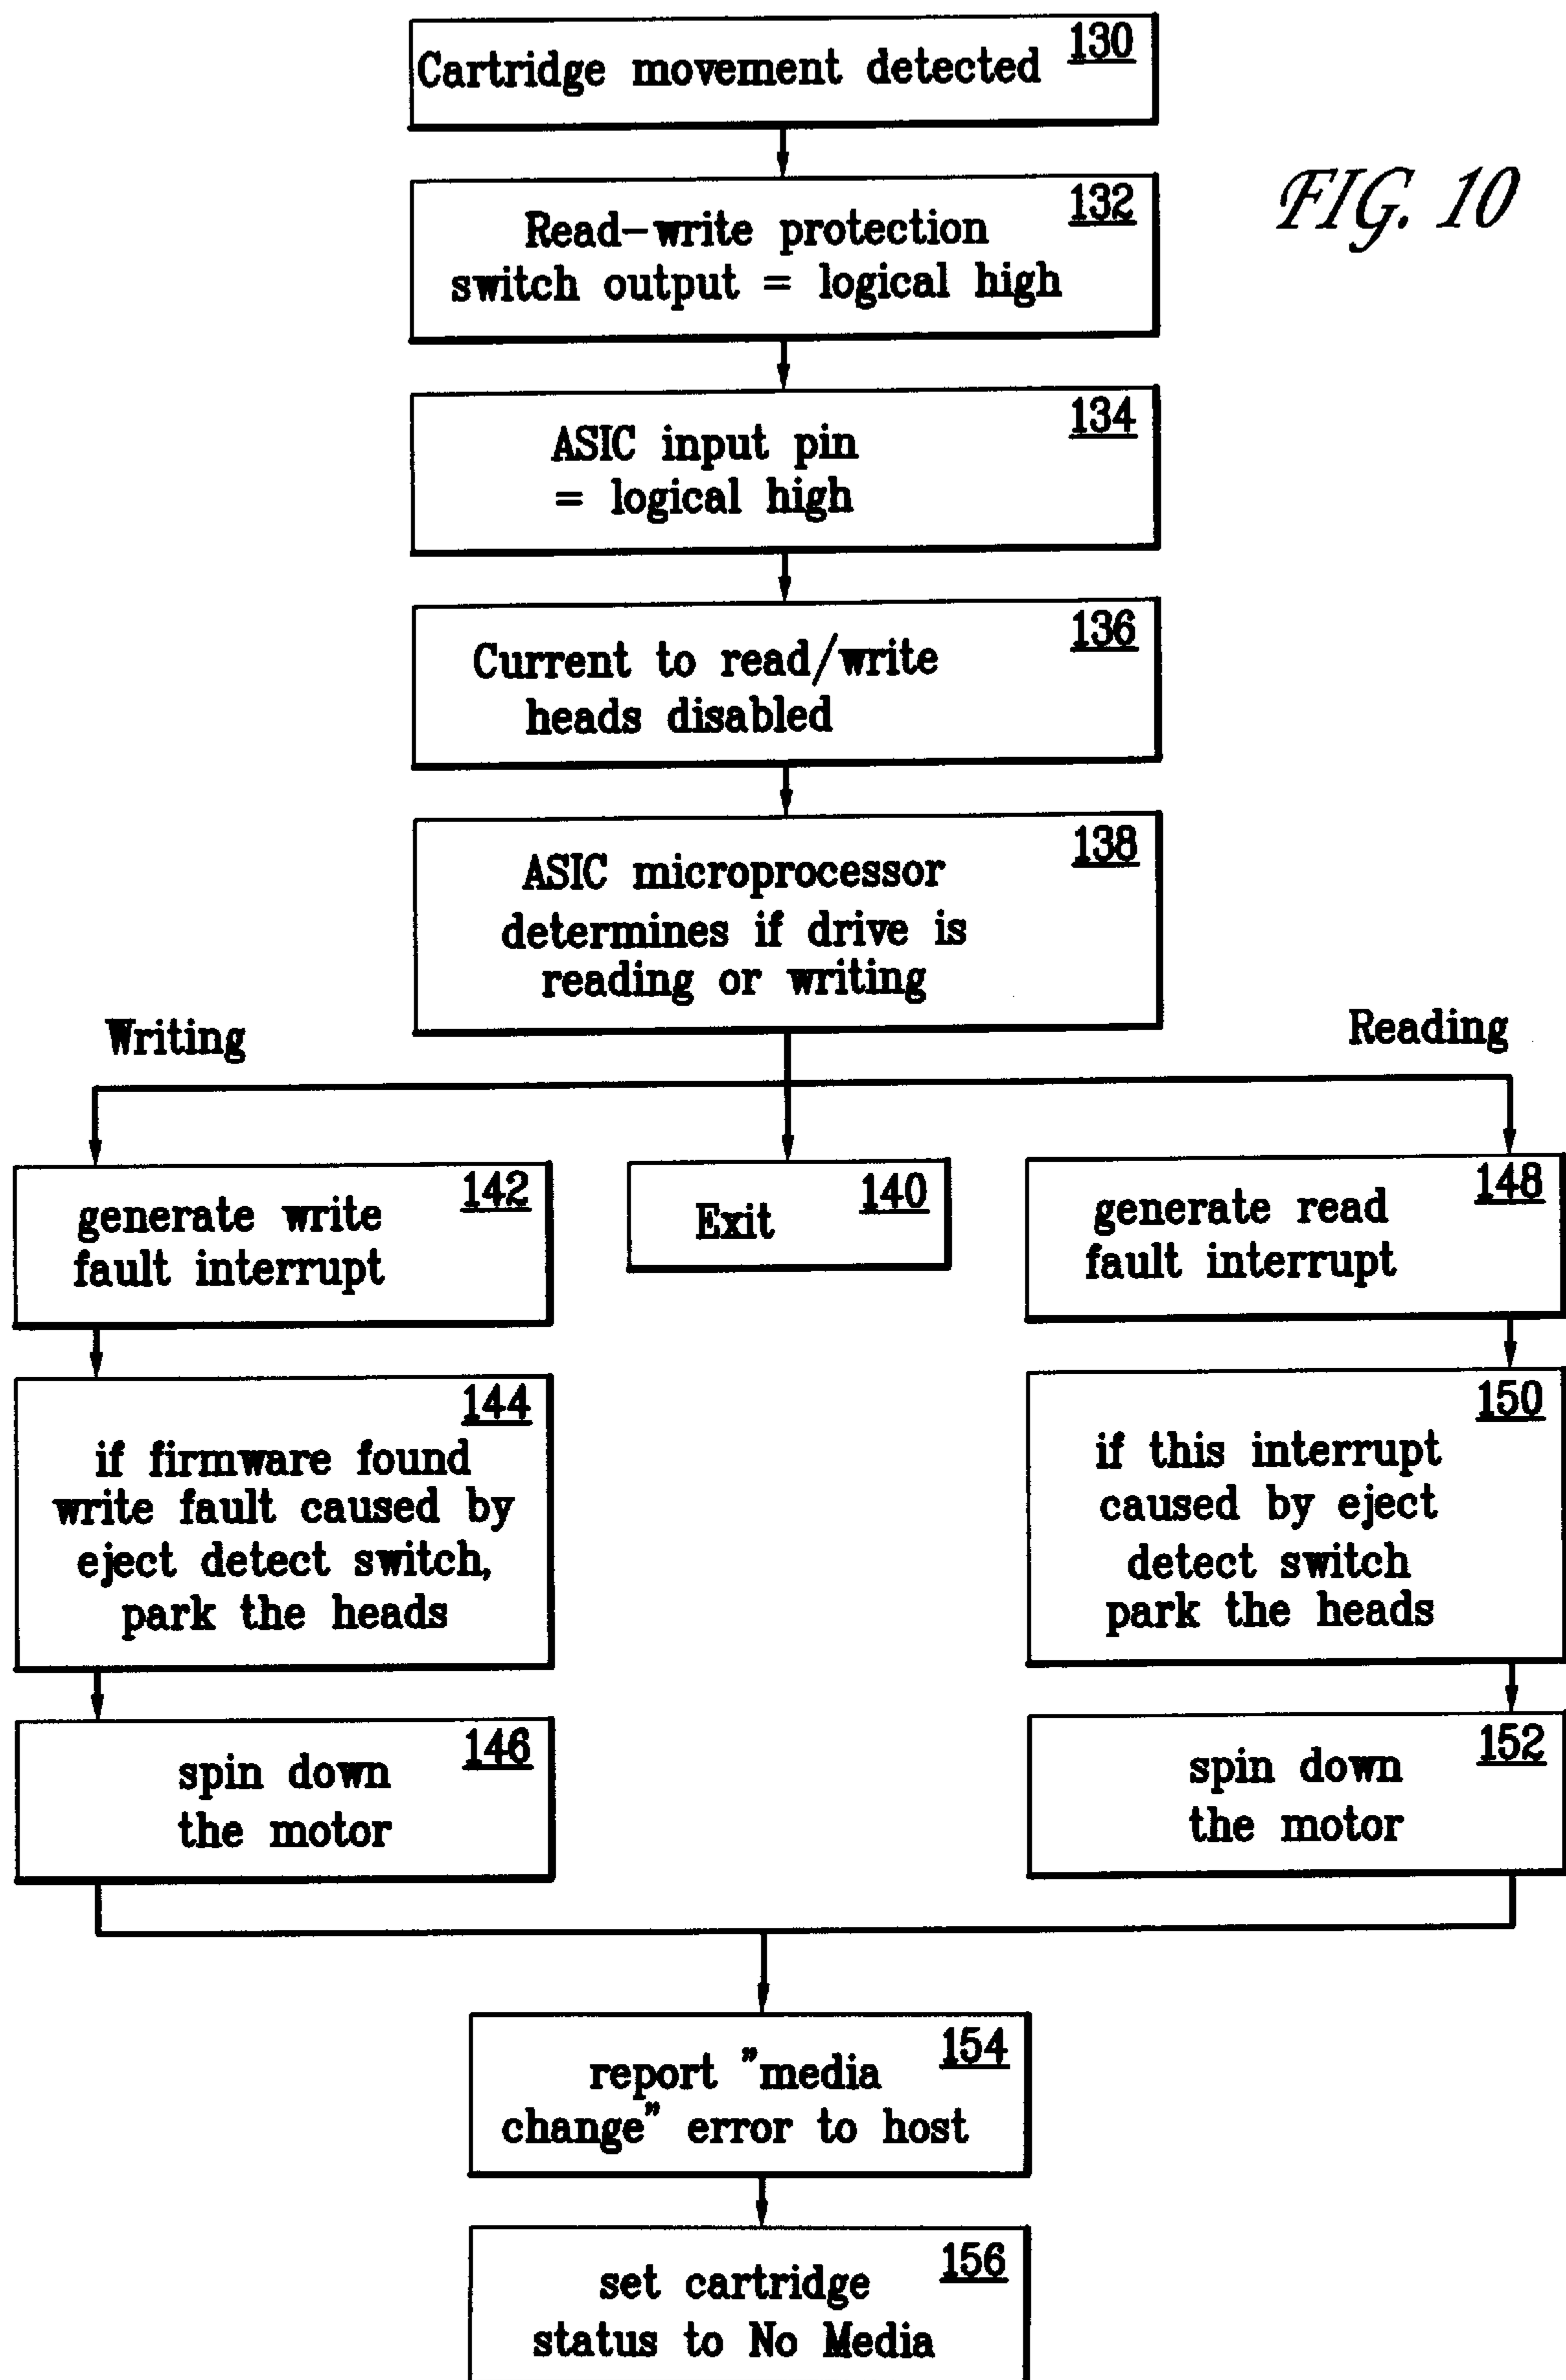 130
Cartridge movement detected
FIG. 10
132
Read-write protection
switch output = logical high
134
ASIC input pin
= logical high
136
Current to read/write
heads disabled
138
ASIC microprocessor
determines if drive is
reading or writing
Writing
Reading
142
generate write
fault interrupt
140
Exit
148
generate read
fault interrupt
144
if firmware found
write fault caused by
eject detect switch,
park the heads
150
if this interrupt
caused by eject
detect switch
park the heads
146
spin down
the motor
152
spin down
the motor
154
report "media
change" error to host
156
set cartridge
status to No Media